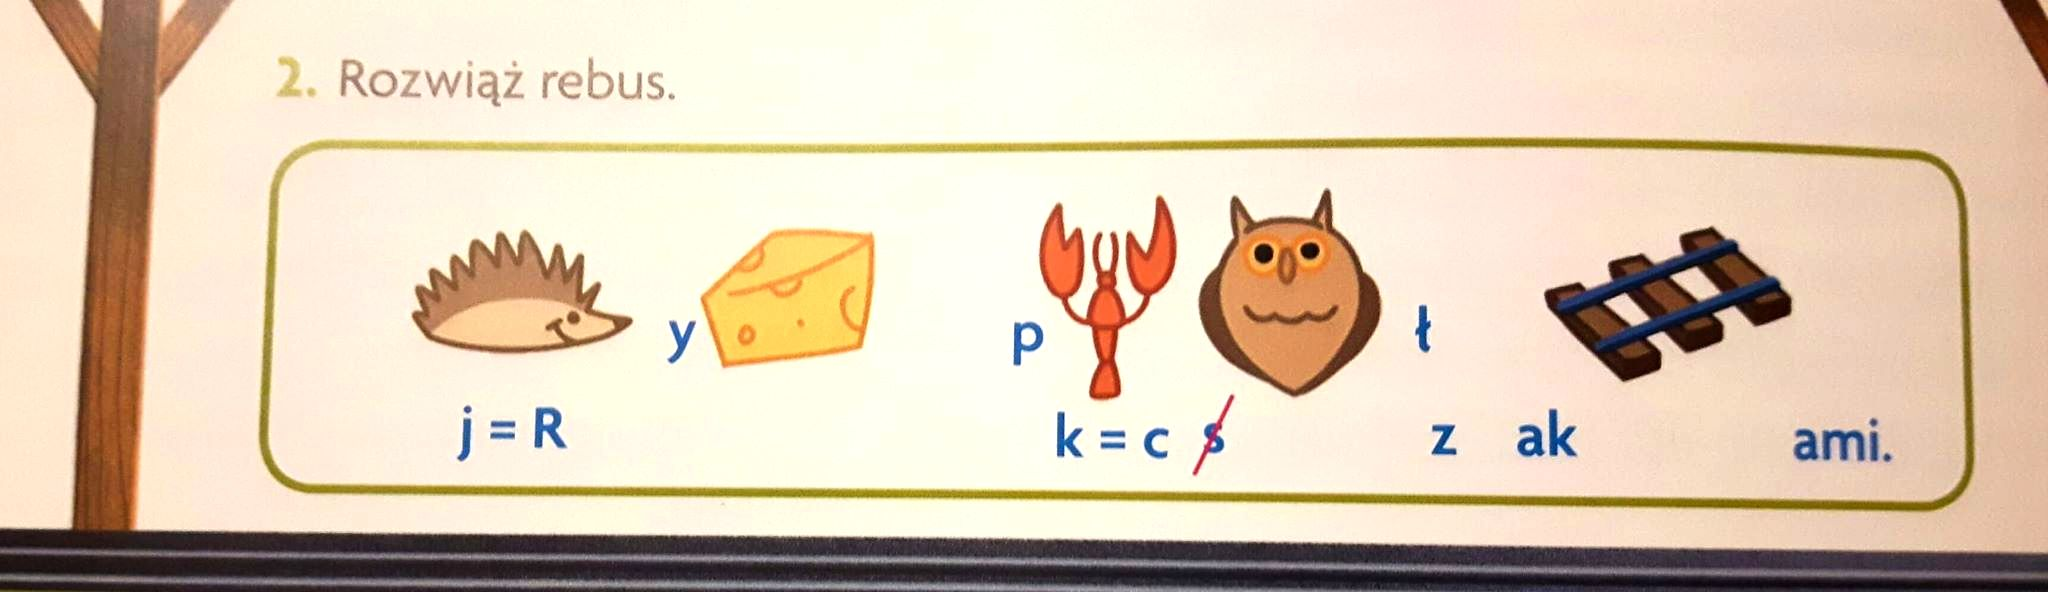 2. Rozwiąż rebus.
y p ł
j = R k = c s z ak ami.